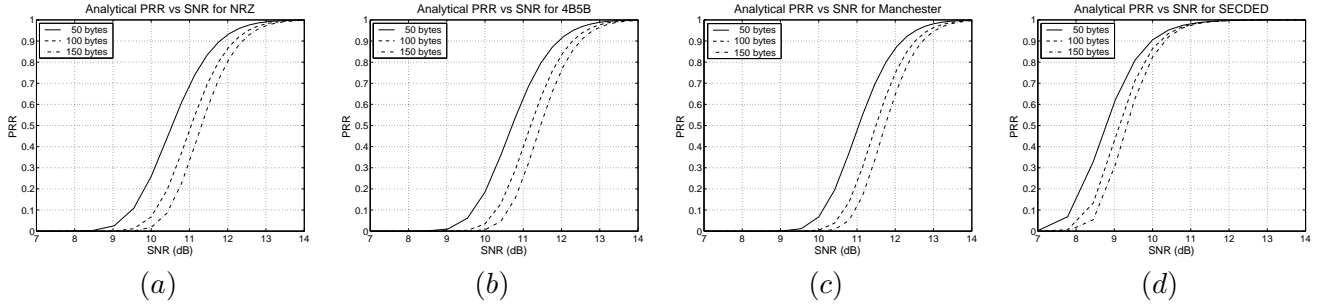 Analytical PRR vs SNR for NRZ
1
0.9
0.8
0.7
0.6
0.5
0.4
0.3
0.2
0.1
0
PRR
50 bytes
100 bytes
150 bytes
7 8 9 10 11 12 13 14
SNR (dB)
(a)
Analytical PRR vs SNR for 4B5B
1
0.9
0.8
0.7
0.6
0.5
0.4
0.3
0.2
0.1
0
PRR
50 bytes
100 bytes
150 bytes
7 8 9 10 11 12 13 14
SNR (dB)
(b)
Analytical PRR vs SNR for Manchester
1
0.9
0.8
0.7
0.6
0.5
0.4
0.3
0.2
0.1
0
PRR
50 bytes
100 bytes
150 bytes
7 8 9 10 11 12 13 14
SNR (dB)
(c)
Analytical PRR vs SNR for SECDED
1
0.9
0.8
0.7
0.6
0.5
0.4
0.3
0.2
0.1
0
PRR
50 bytes
100 bytes
150 bytes
7 8 9 10 11 12 13 14
SNR (dB)
(d)